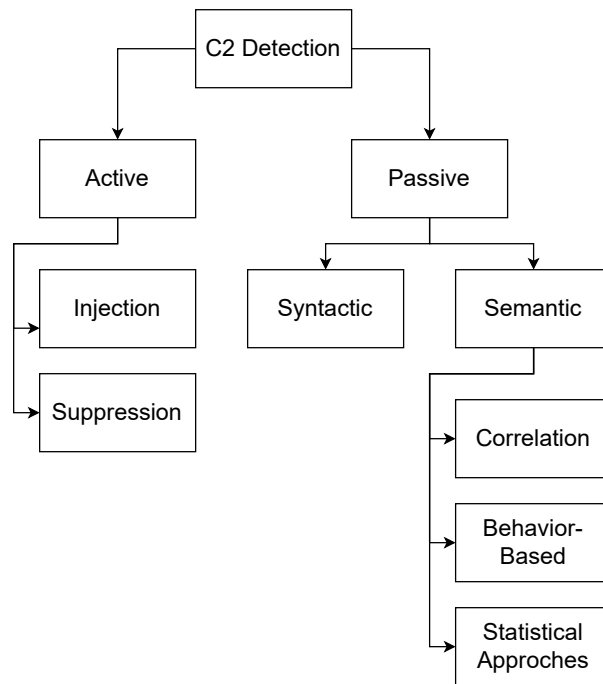 C2 Detection
Active
Passive
Injection
Syntactic
Semantic
Suppression
Correlation
Behavior-
Based
Statistical
Approches